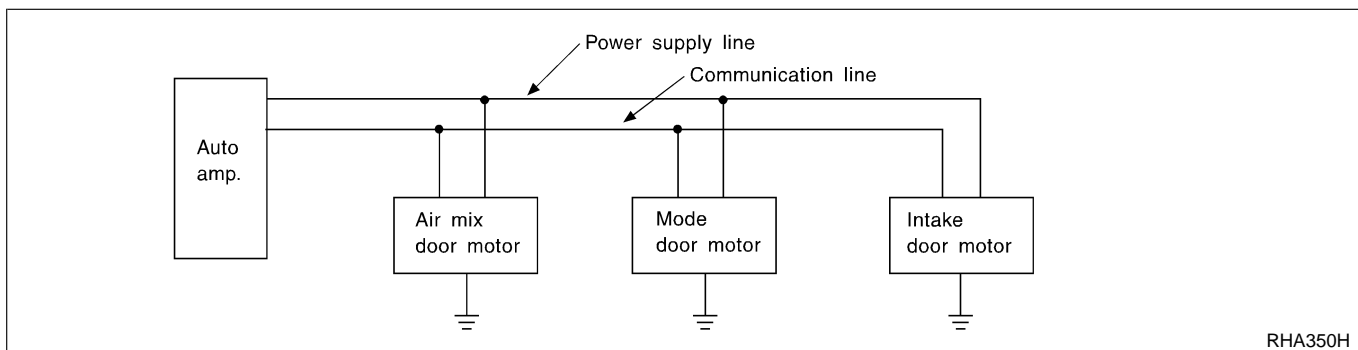 Power supply line
Communication line
Auto
amp.
Air mix
door motor
Mode
door motor
Intake
door motor
RHA350H